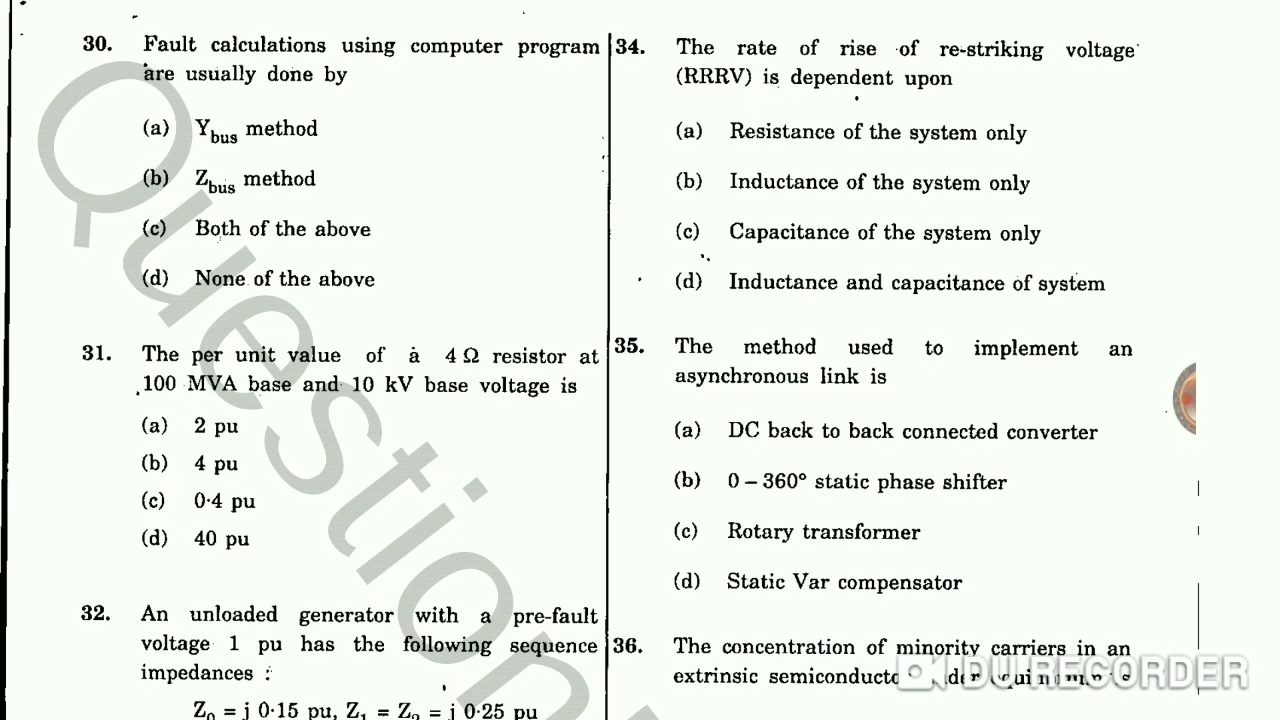 30. Fault calculations using computer program
are usually done by
(a) Ybus method
(b) Zbus method
(c) Both of the above
(d) None of the above
31. The per unit value of a 4 Ω resistor at
100 MVA base and 10 kV base voltage is
(a) 2 pu
(b) 4 pu
(c) 0·4 pu
(d) 40 pu
32. An unloaded generator with a pre-fault
voltage 1 pu has the following sequence
impedances :
Z0 = j 0·15 pu, Z1 = Z2 = j 0·25 pu
34. The rate of rise of re-striking voltage
(RRRV) is dependent upon
(a) Resistance of the system only
(b) Inductance of the system only
(c) Capacitance of the system only
(d) Inductance and capacitance of system
35. The method used to implement an
asynchronous link is
(a) DC back to back connected converter
(b) 0 – 360° static phase shifter
(c) Rotary transformer
(d) Static Var compensator
36. The concentration of minority carriers in an
extrinsic
DU RECORDER
Question